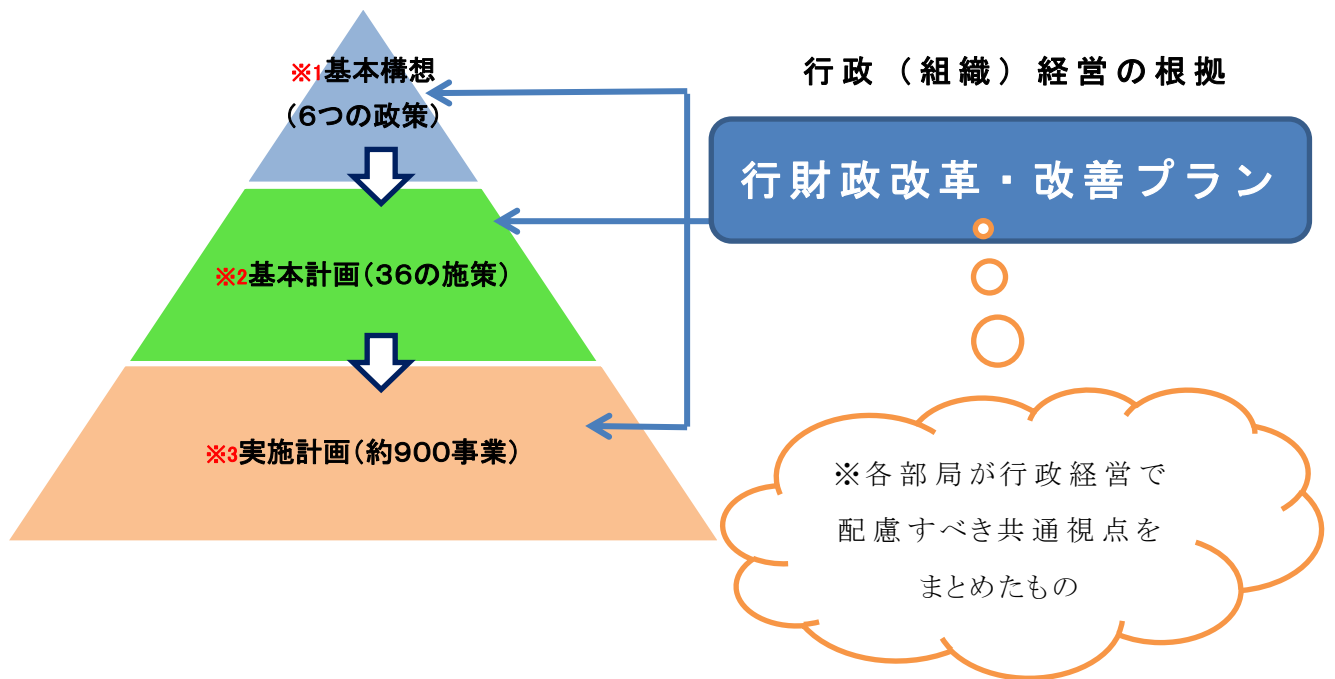 ※1基本構想
（6つの政策）
※2基本計画（36の施策）
※3実施計画（約900事業）
行政（組織）経営の根拠
行財政改革・改善プラン
※各部局が行政経営で
配慮すべき共通視点を
まとめたもの